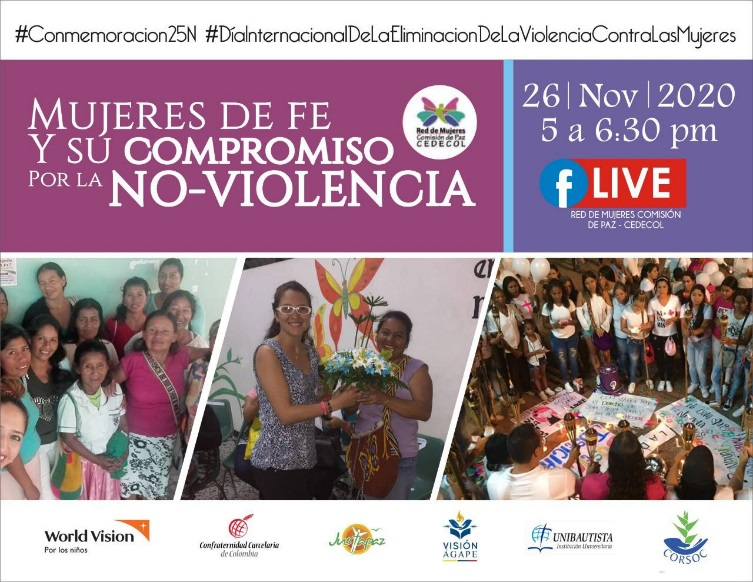 #Conmemoracion25N #DíaInternacionalDeLaEliminacionDeLaViolenciaContraLasMujeres
MUJERES DE FE
Y SU COMPROMISO
POR LA NO-VIOLENCIA
Red de Mujeres
Comisión de Paz
CEDECOL
26|Nov|2020
5 a 6:30 pm
f LIVE
RED DE MUJERES COMISIÓN
DE PAZ - CEDECOL
World Vision
Por los niños
Confraternidad Carcelaria
de Colombia
Justapaz
VISIÓN
AGAPE
UNIBAUTISTA
Institución Universitaria
CORSOC